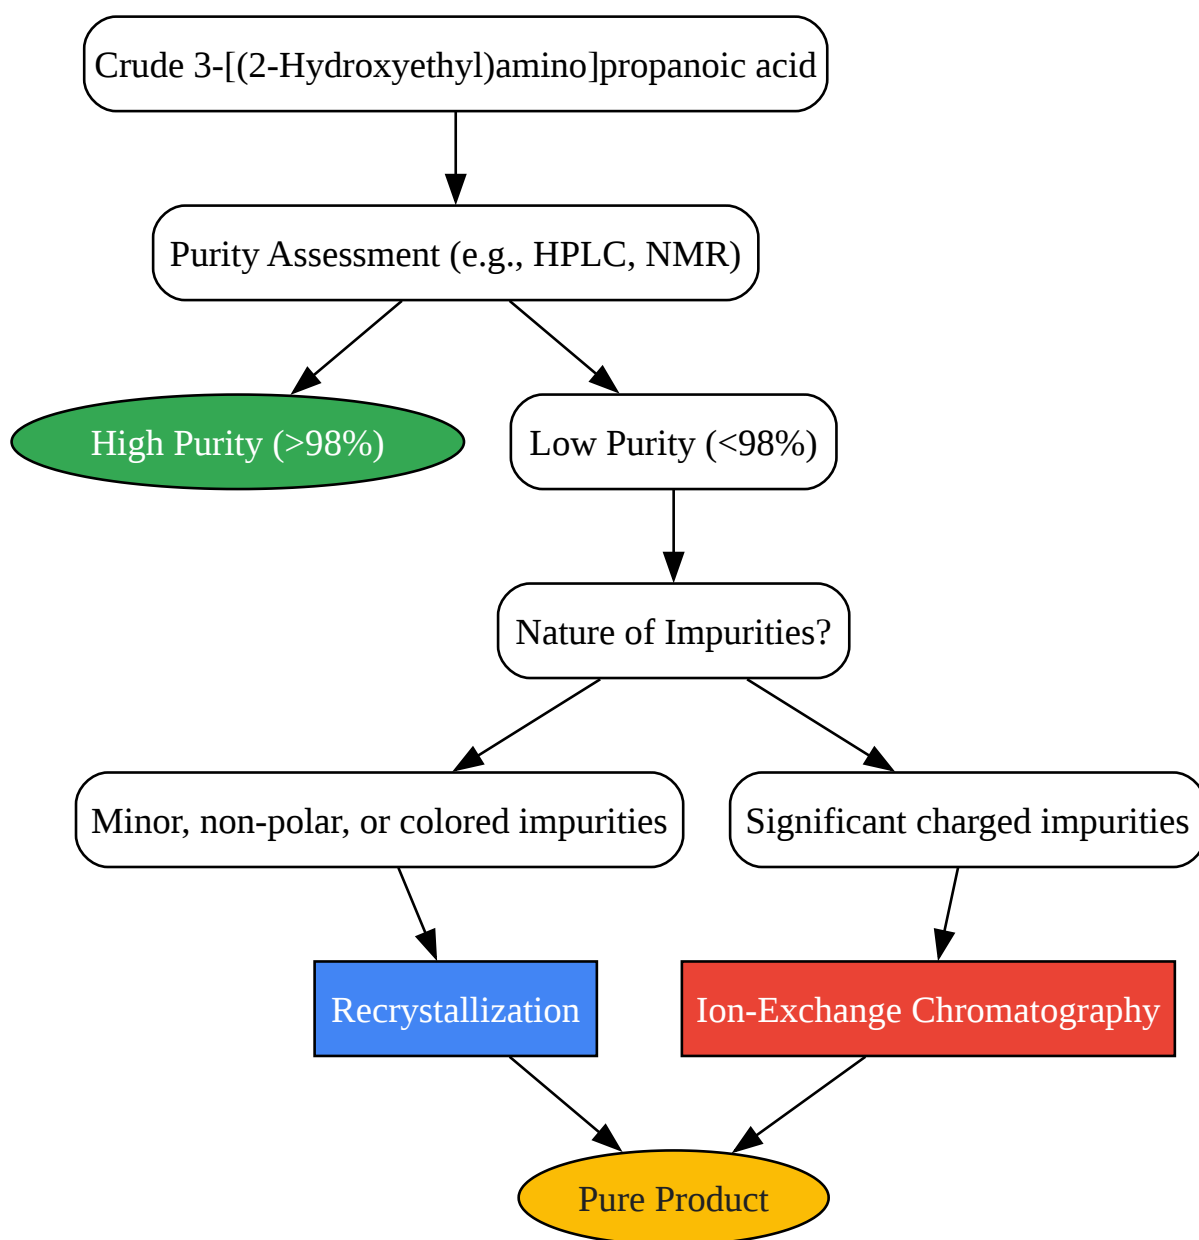 Crude 3-[(2-Hydroxyethyl)amino]propanoic acid
Purity Assessment (e.g., HPLC, NMR)
High Purity (>98%)
Low Purity (<98%)
Nature of Impurities?
Minor, non-polar, or colored impurities
Significant charged impurities
Recrystallization
Ion-Exchange Chromatography
Pure Product